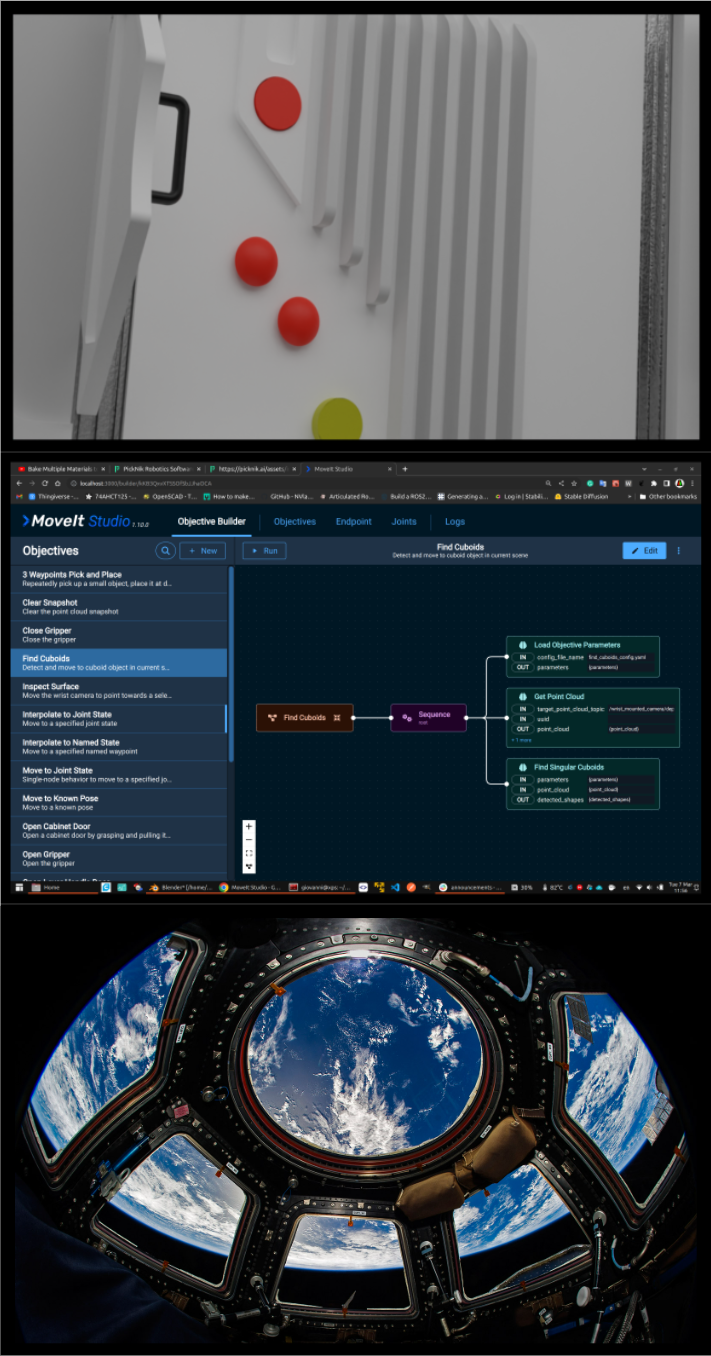 Bake Multiple Materials t
PickNik Robotics Softwar
https://picknik.ai/assets/
MoveIt Studio
Thingiverse -...
74AHCT125 -...
OpenSCAD - T...
How to make...
GitHub - NVla...
Articulated Ro...
Build a ROS2...
Generating a...
Log in | Stabili...
Stable Diffusion
Other bookmarks
MoveIt Studio 1.10.0
Objective Builder
Objectives
Endpoint
Joints
Logs
Objectives
+ New
Run
Find Cuboids
Detect and move to cuboid object in current scene
Edit
3 Waypoints Pick and Place
Repeatedly pick up a small object, place it at d...
Clear Snapshot
Clear the point cloud snapshot
Close Gripper
Close the gripper
Find Cuboids
Detect and move to cuboid object in current s...
Inspect Surface
Move the wrist camera to point towards a sele...
Interpolate to Joint State
Move to a specified joint state
Interpolate to Named State
Move to a specified named waypoint
Move to Joint State
Single-node behavior to move to a specified jo...
Move to Known Pose
Move to a known pose
Open Cabinet Door
Open a cabinet door by grasping and pulling it...
Open Gripper
Open the gripper
Find Cuboids
Sequence
root
Load Objective Parameters
IN config_file_name find_cuboids_config.yaml
OUT parameters {parameters}
Get Point Cloud
IN target_point_cloud_topic /wrist_mounted_camera/dep
IN uuid
OUT point_cloud {point_cloud}
+ 1 more
Find Singular Cuboids
IN parameters {parameters}
IN point_cloud {point_cloud}
OUT detected_shapes {detected_shapes}
Home
Blender* [/home/...
MoveIt Studio - G...
giovanni@xps: ~/...
announcements -...
30%
82°C
en
Tue 7 Mar
11:56